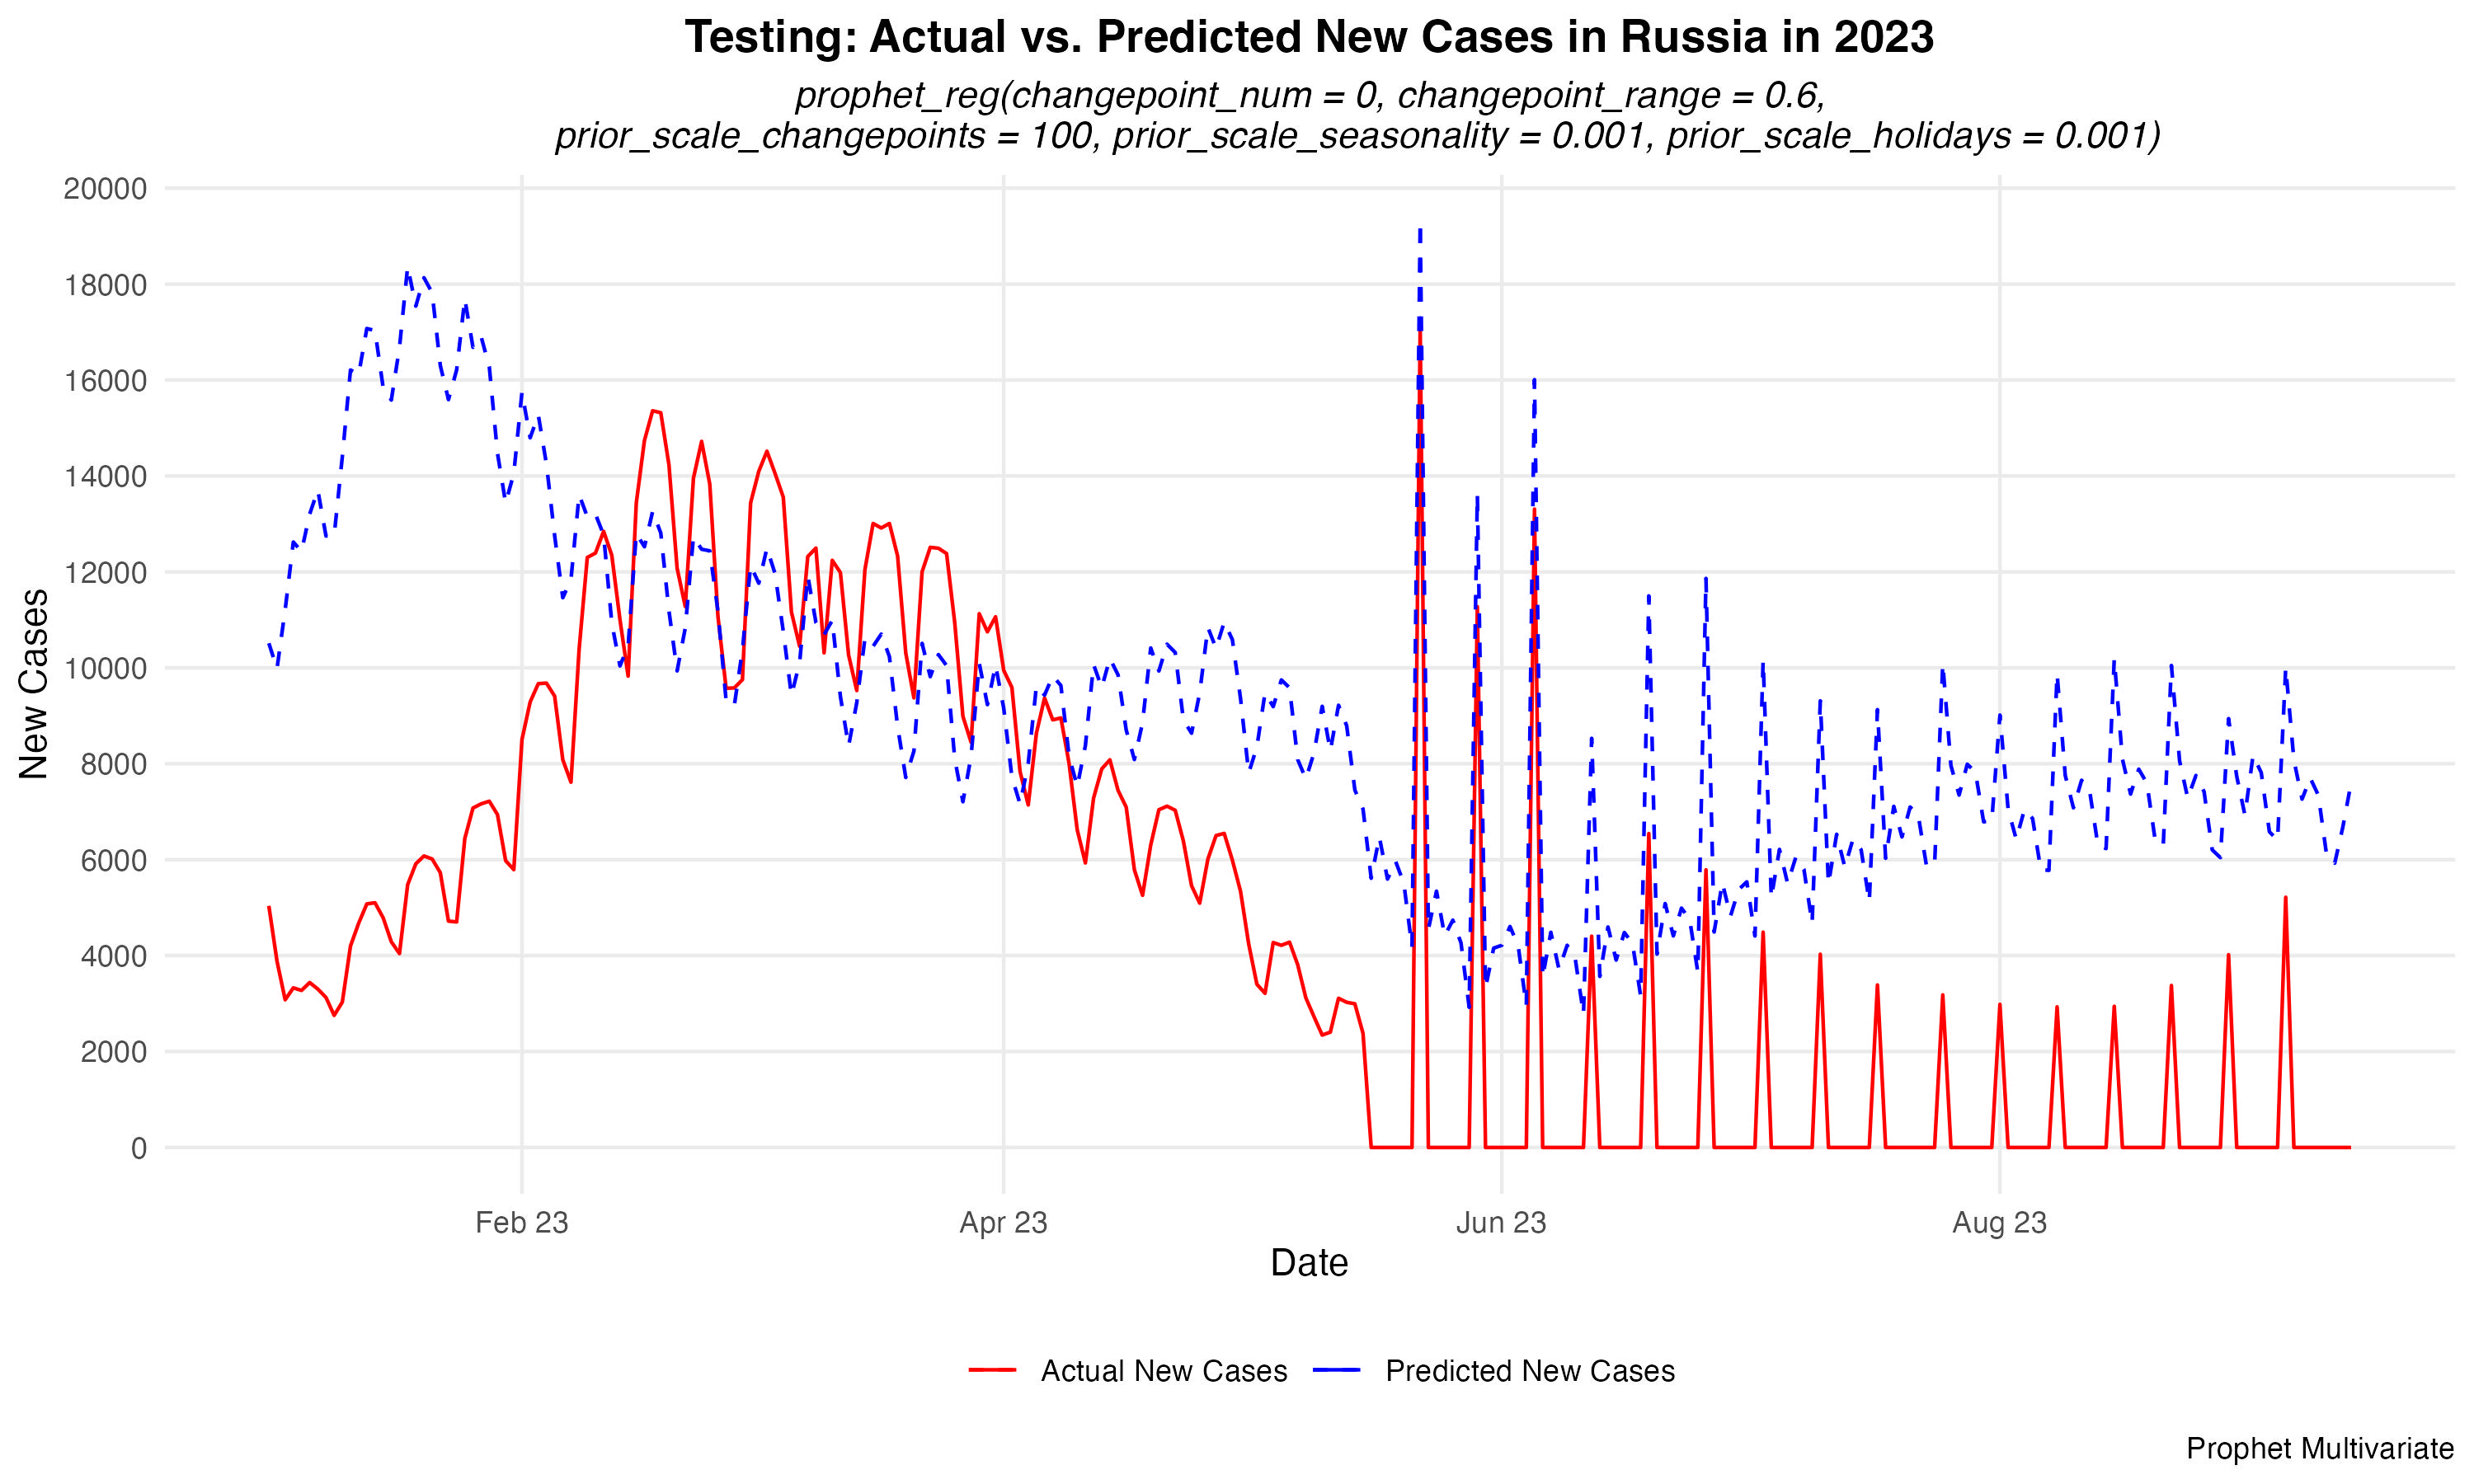 Testing: Actual vs. Predicted New Cases in Russia in 2023
prophet_reg(changepoint_num = 0, changepoint_range = 0.6,
prior_scale_changepoints = 100, prior_scale_seasonality = 0.001, prior_scale_holidays = 0.001)
20000
18000
16000
14000
12000
10000
8000
6000
4000
2000
0
New Cases
Feb 23 Apr 23 Jun 23 Aug 23
Date
Actual New Cases Predicted New Cases
Prophet Multivariate